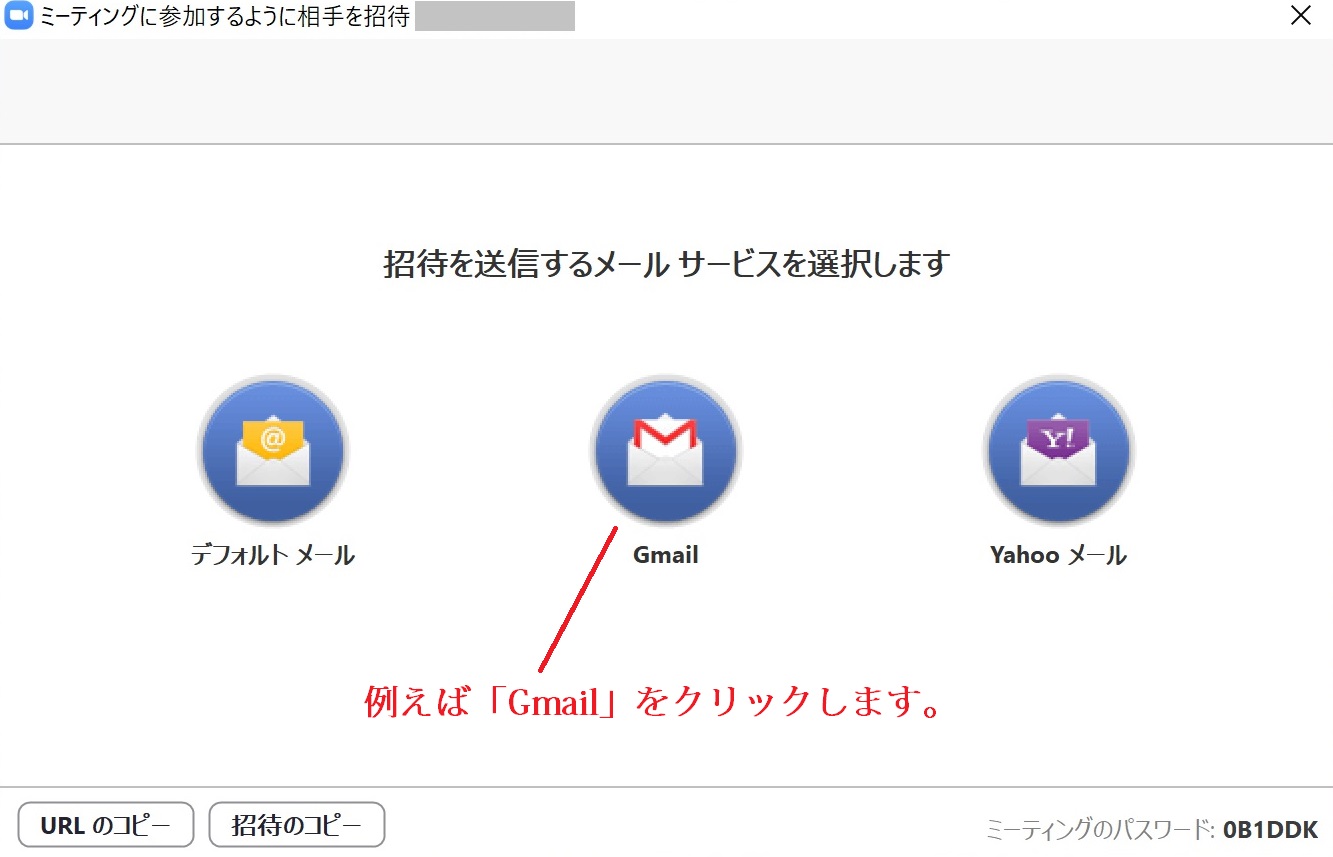 ミーティングに参加するように相手を招待
招待を送信するメール サービスを選択します
@
Y!
デフォルト メール
Gmail
Yahoo メール
例えば「Gmail」をクリックします。
URL のコピー
招待のコピー
ミーティングのパスワード: 0B1DDK